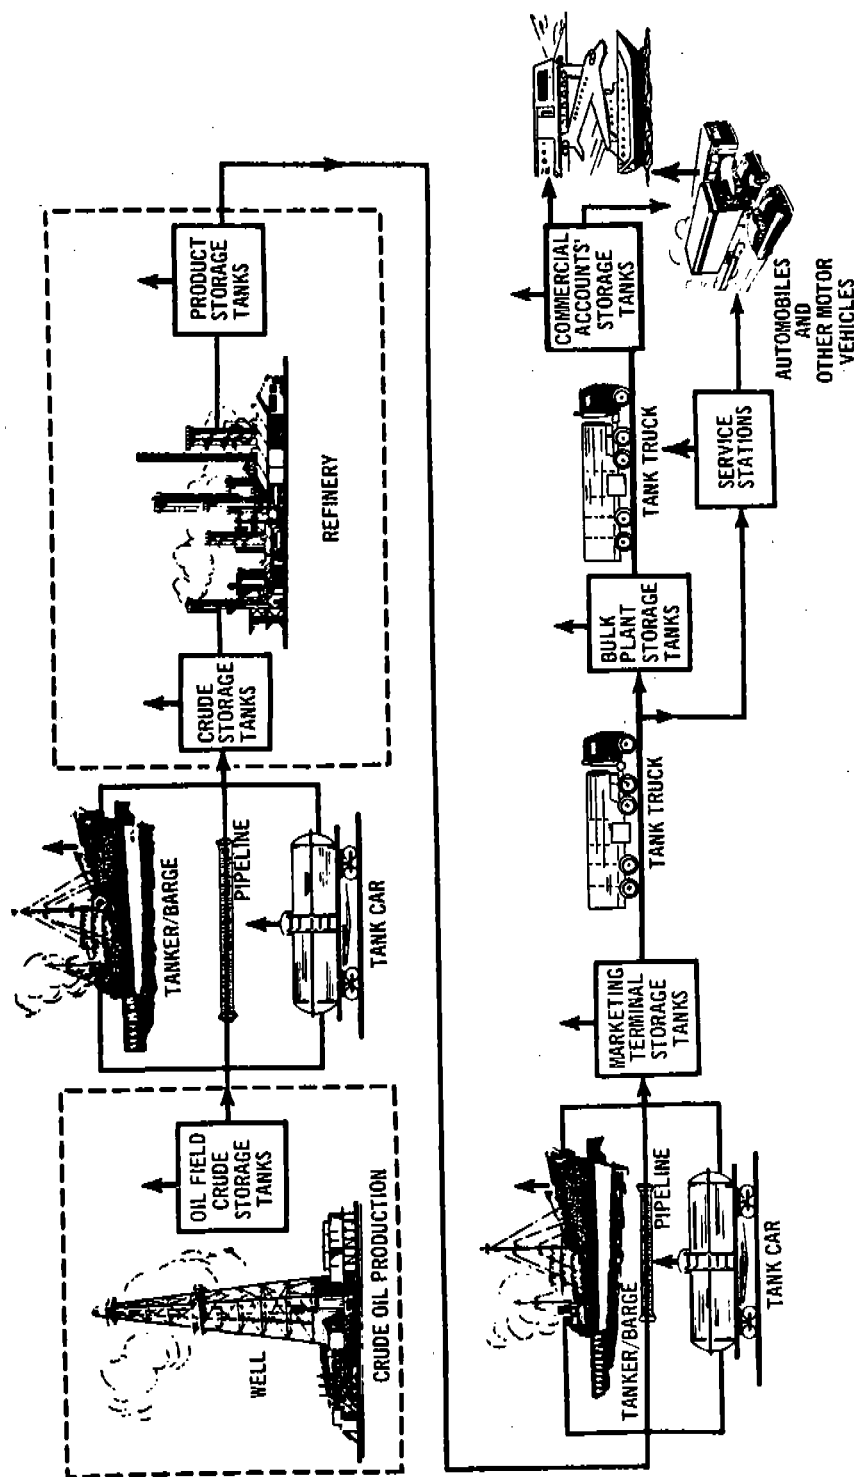 WELL
CRUDE OIL PRODUCTION
OIL FIELD
CRUDE
STORAGE
TANKS
TANKER/BARGE
PIPELINE
TANK CAR
CRUDE
STORAGE
TANKS
REFINERY
PRODUCT
STORAGE
TANKS
TANKER/BARGE
PIPELINE
TANK CAR
MARKETING
TERMINAL
STORAGE
TANKS
TANK TRUCK
BULK
PLANT
STORAGE
TANKS
TANK TRUCK
SERVICE
STATIONS
COMMERCIAL
ACCOUNTS'
STORAGE
TANKS
AUTOMOBILES
AND
OTHER MOTOR
VEHICLES